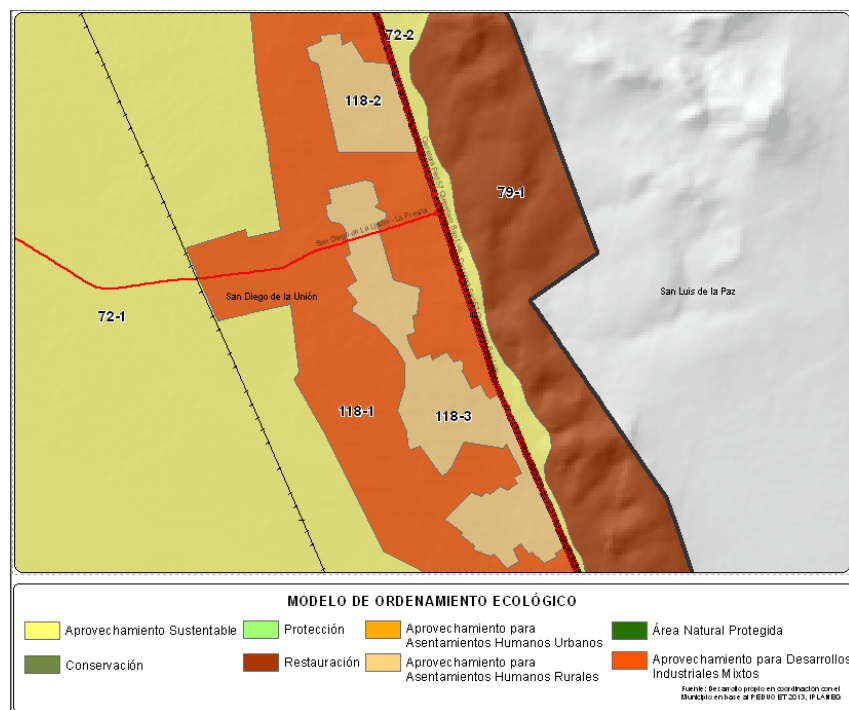 72-2
118-2
79-1
San Diego de La Unión - La Presita
San Diego de la Unión
San Luis de la Paz
72-1
118-1
118-3
MODELO DE ORDENAMIENTO ECOLÓGICO
Aprovechamiento Sustentable
Conservación
Protección
Restauración
Aprovechamiento para
Asentamientos Humanos Urbanos
Aprovechamiento para
Asentamientos Humanos Rurales
Área Natural Protegida
Aprovechamiento para Desarrollos
Industriales Mixtos
Fuente: Desarrollo propio en coordinación con el
Municipio en base al PEDUOET 2013, IPLANEG